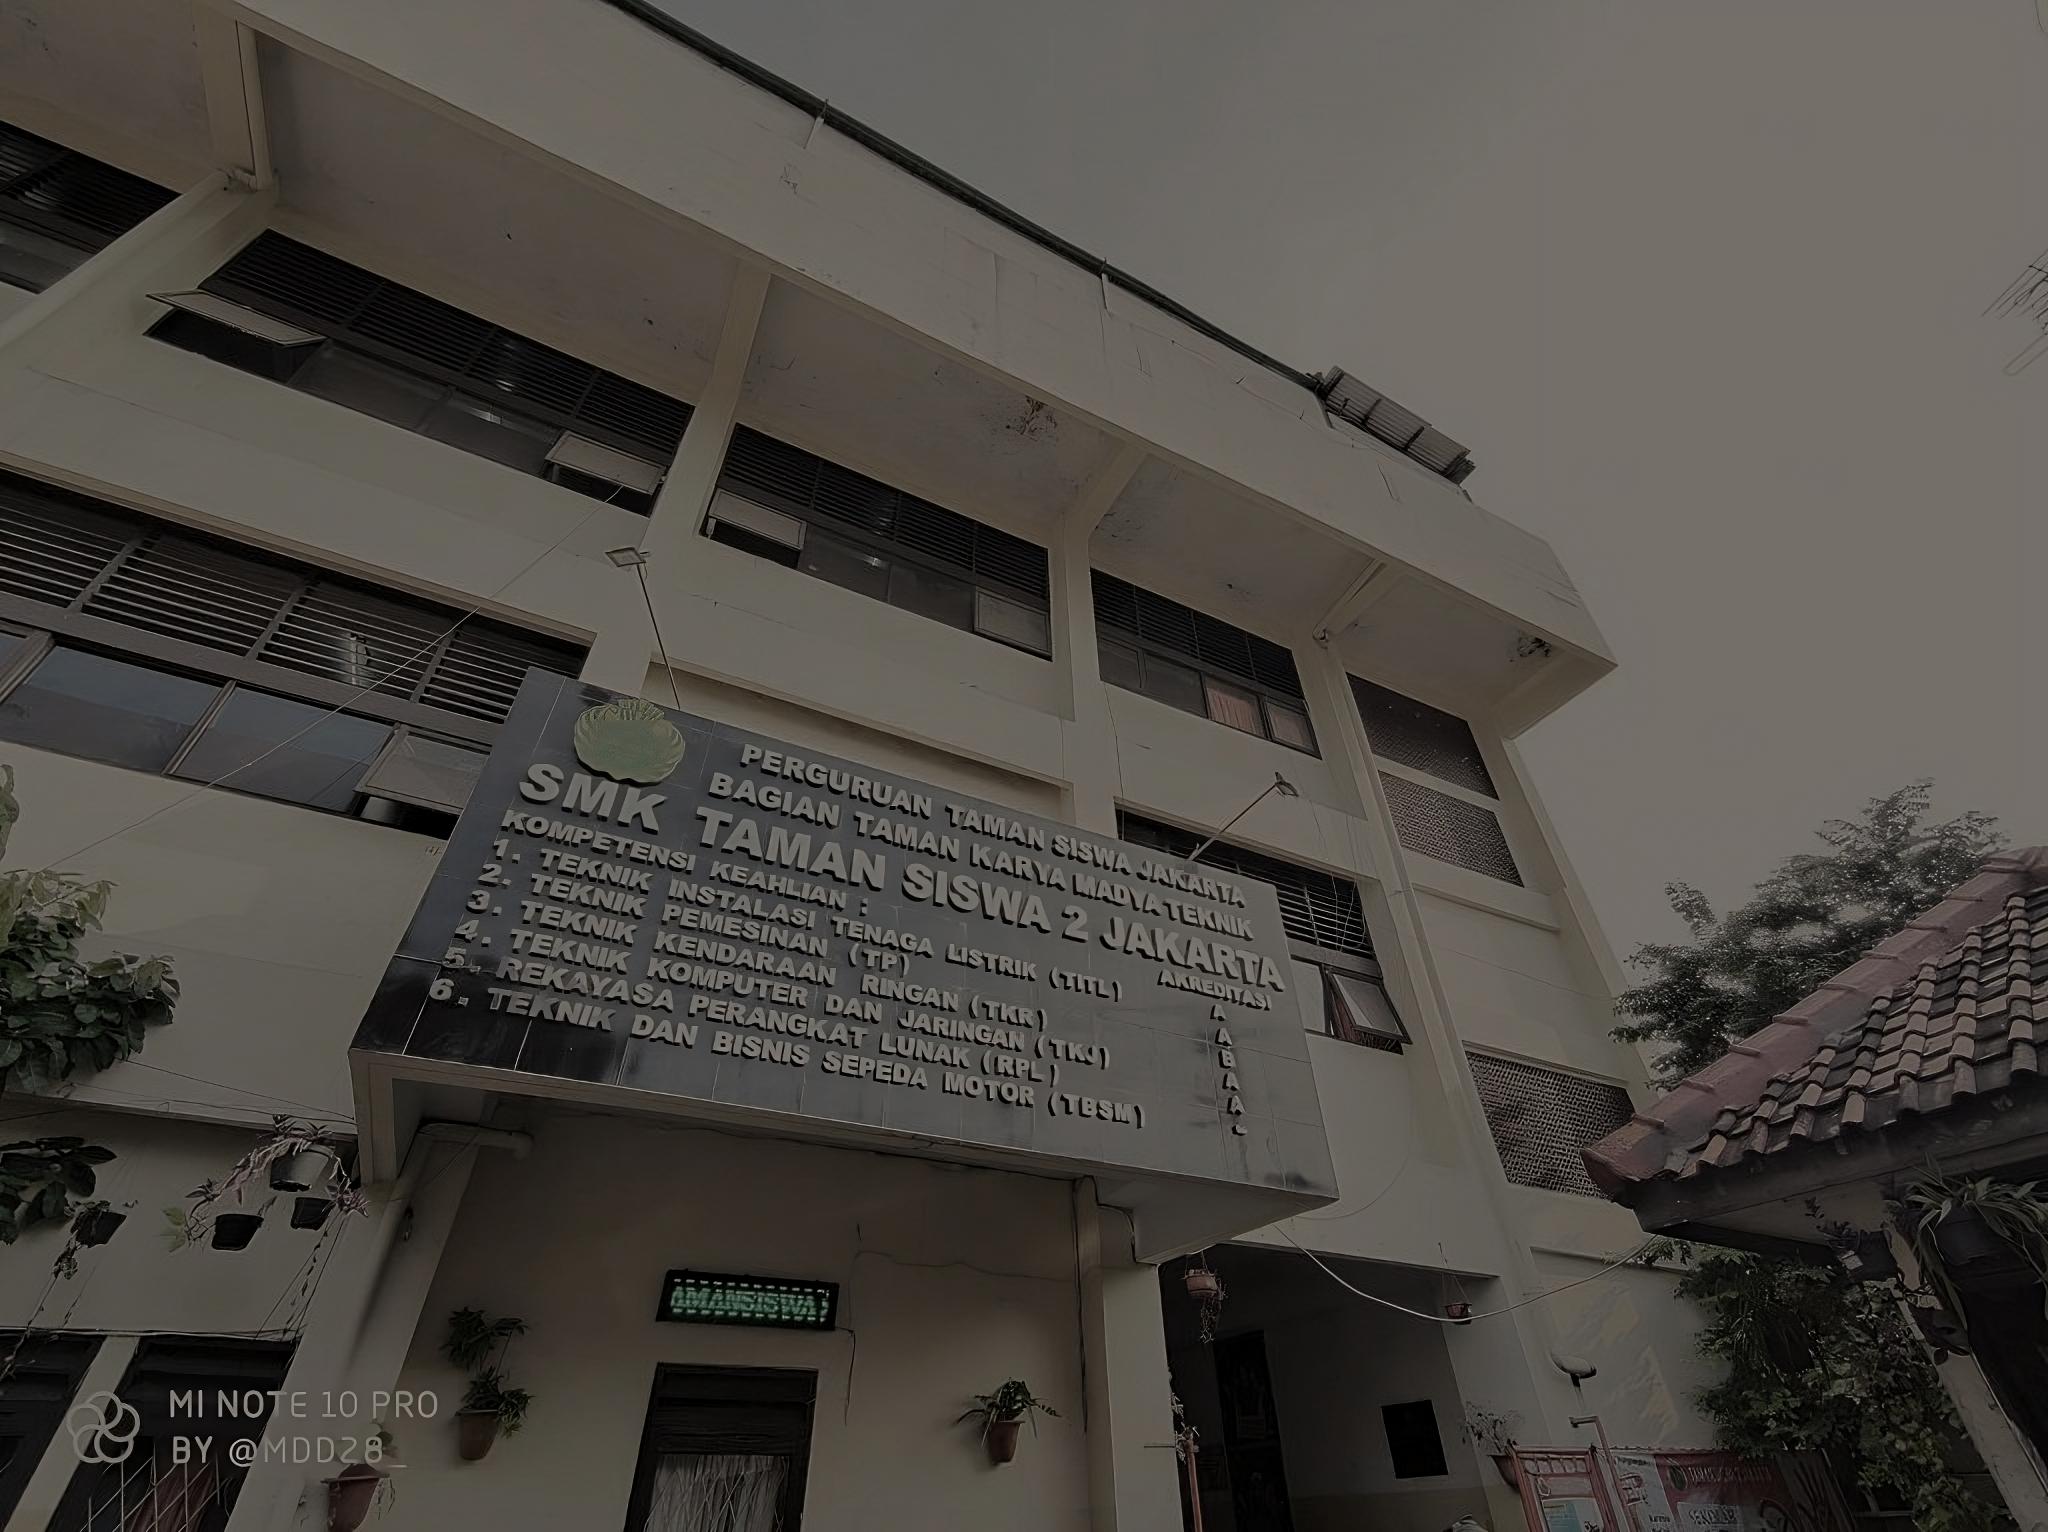 PERGURUAN TAMAN SISWA JAKARTA
BAGIAN TAMAN KARYA MADYA TEKNIK
SMK TAMAN SISWA 2 JAKARTA
KOMPETENSI KEAHLIAN : AKREDITASI
1. TEKNIK INSTALASI TENAGA LISTRIK (TITL) A
2. TEKNIK PEMESINAN (TP) A
3. TEKNIK KENDARAAN RINGAN (TKR) B
4. TEKNIK KOMPUTER DAN JARINGAN (TKJ) A
5. REKAYASA PERANGKAT LUNAK (RPL) A
6. TEKNIK DAN BISNIS SEPEDA MOTOR (TBSM) -
AMANSISWA
MI NOTE 10 PRO
BY @MDD28_